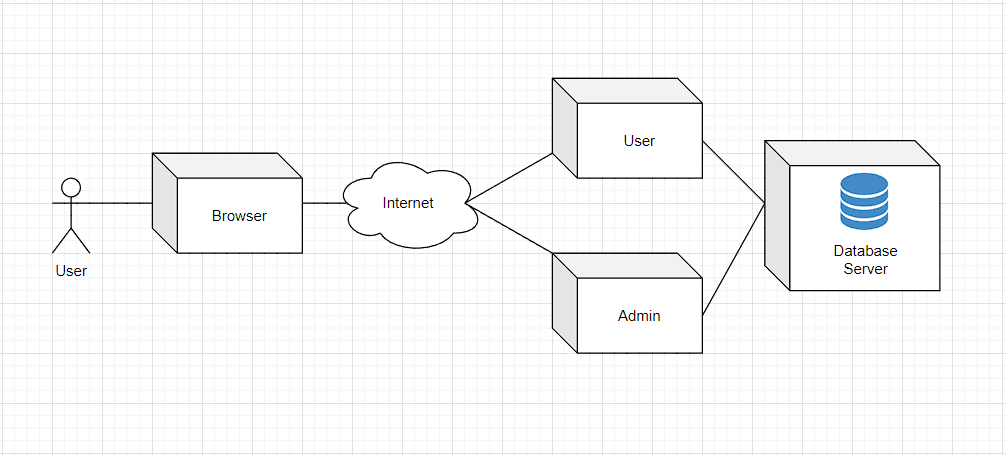 User
Browser
Internet
User
Admin
Database
Server